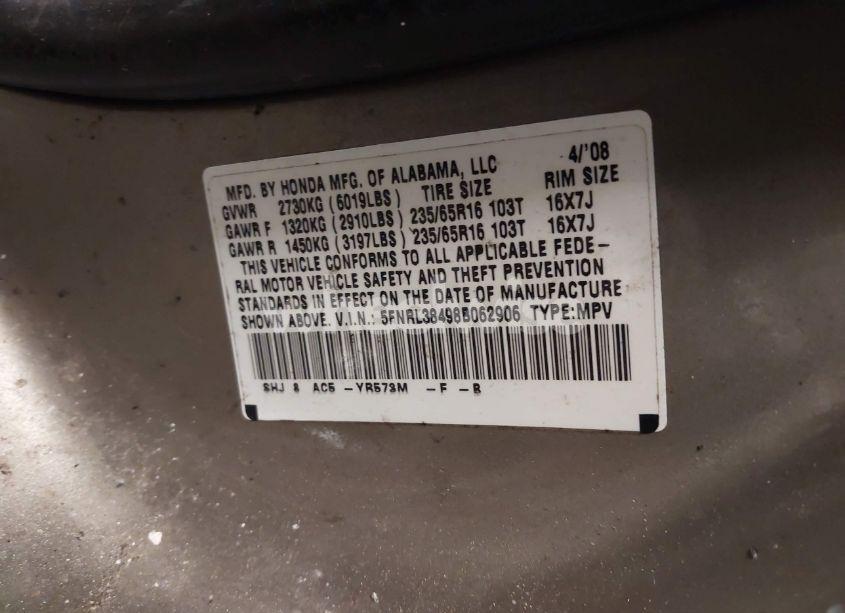 MFD. BY HONDA MFG. OF ALABAMA, LLC 4/'08
GVWR 2730KG (6019LBS) TIRE SIZE RIM SIZE
GAWR F 1320KG (2910LBS) 235/65R16 103T 16X7J
GAWR R 1450KG (3197LBS) 235/65R16 103T 16X7J
THIS VEHICLE CONFORMS TO ALL APPLICABLE FEDE-
RAL MOTOR VEHICLE SAFETY AND THEFT PREVENTION
STANDARDS IN EFFECT ON THE DATE OF MANUFACTURE
SHOWN ABOVE. V.I.N.: 5FNRL38498B062906 TYPE:MPV
SHJ 8 AC5 -YR573M -F -B